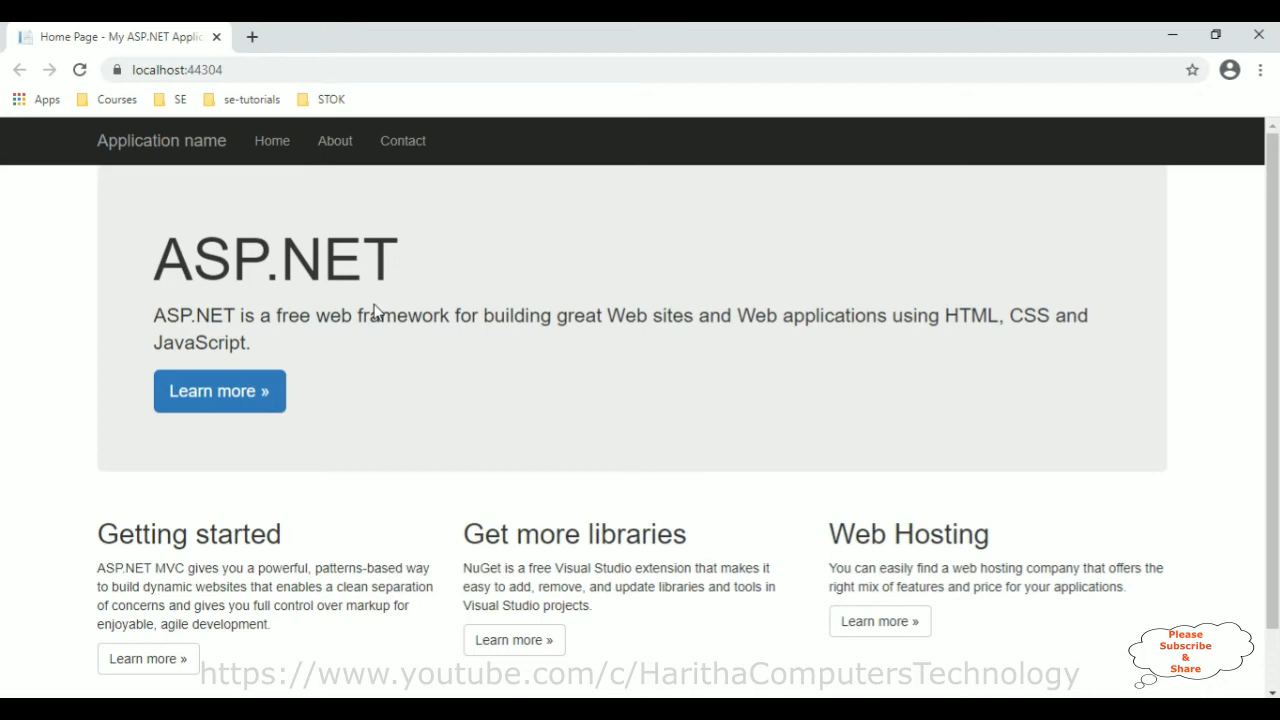 Home Page - My ASP.NET Applic
localhost:44304
Apps Courses SE se-tutorials STOK
Application name Home About Contact
ASP.NET
ASP.NET is a free web framework for building great Web sites and Web applications using HTML, CSS and
JavaScript.
Learn more »
Getting started
ASP.NET MVC gives you a powerful, patterns-based way
to build dynamic websites that enables a clean separation
of concerns and gives you full control over markup for
enjoyable, agile development.
Learn more »
Get more libraries
NuGet is a free Visual Studio extension that makes it
easy to add, remove, and update libraries and tools in
Visual Studio projects.
Learn more »
Web Hosting
You can easily find a web hosting company that offers the
right mix of features and price for your applications.
Learn more »
Please
Subscribe
&
Share
https://www.youtube.com/c/HarithaComputersTechnology